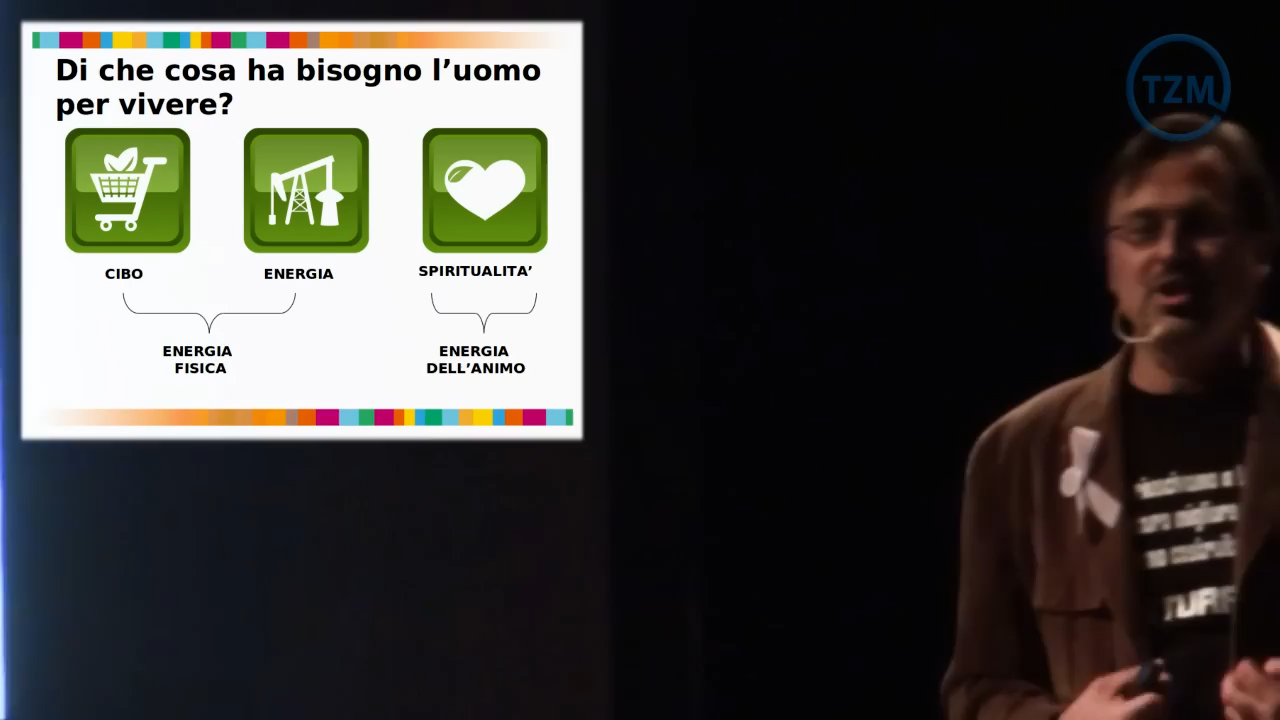 Di che cosa ha bisogno l’uomo
per vivere?
CIBO
ENERGIA
SPIRITUALITA’
ENERGIA
FISICA
ENERGIA
DELL’ANIMO
TZM